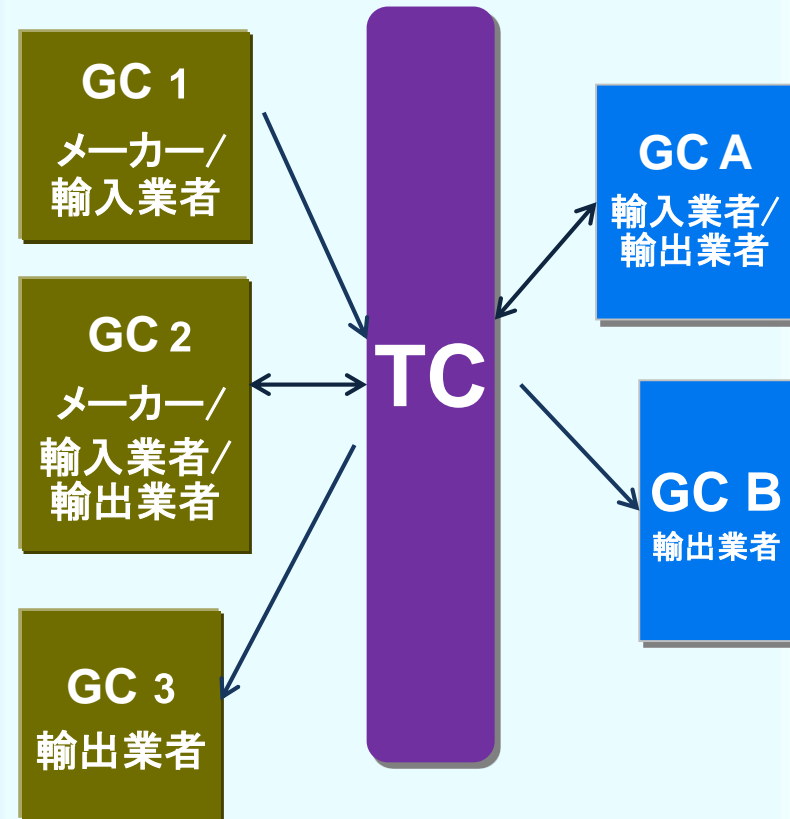 GC 1
メーカー/
輸入業者
GC 2
メーカー/
輸入業者/
輸出業者
GC 3
輸出業者
TC
GC A
輸入業者/
輸出業者
GC B
輸出業者